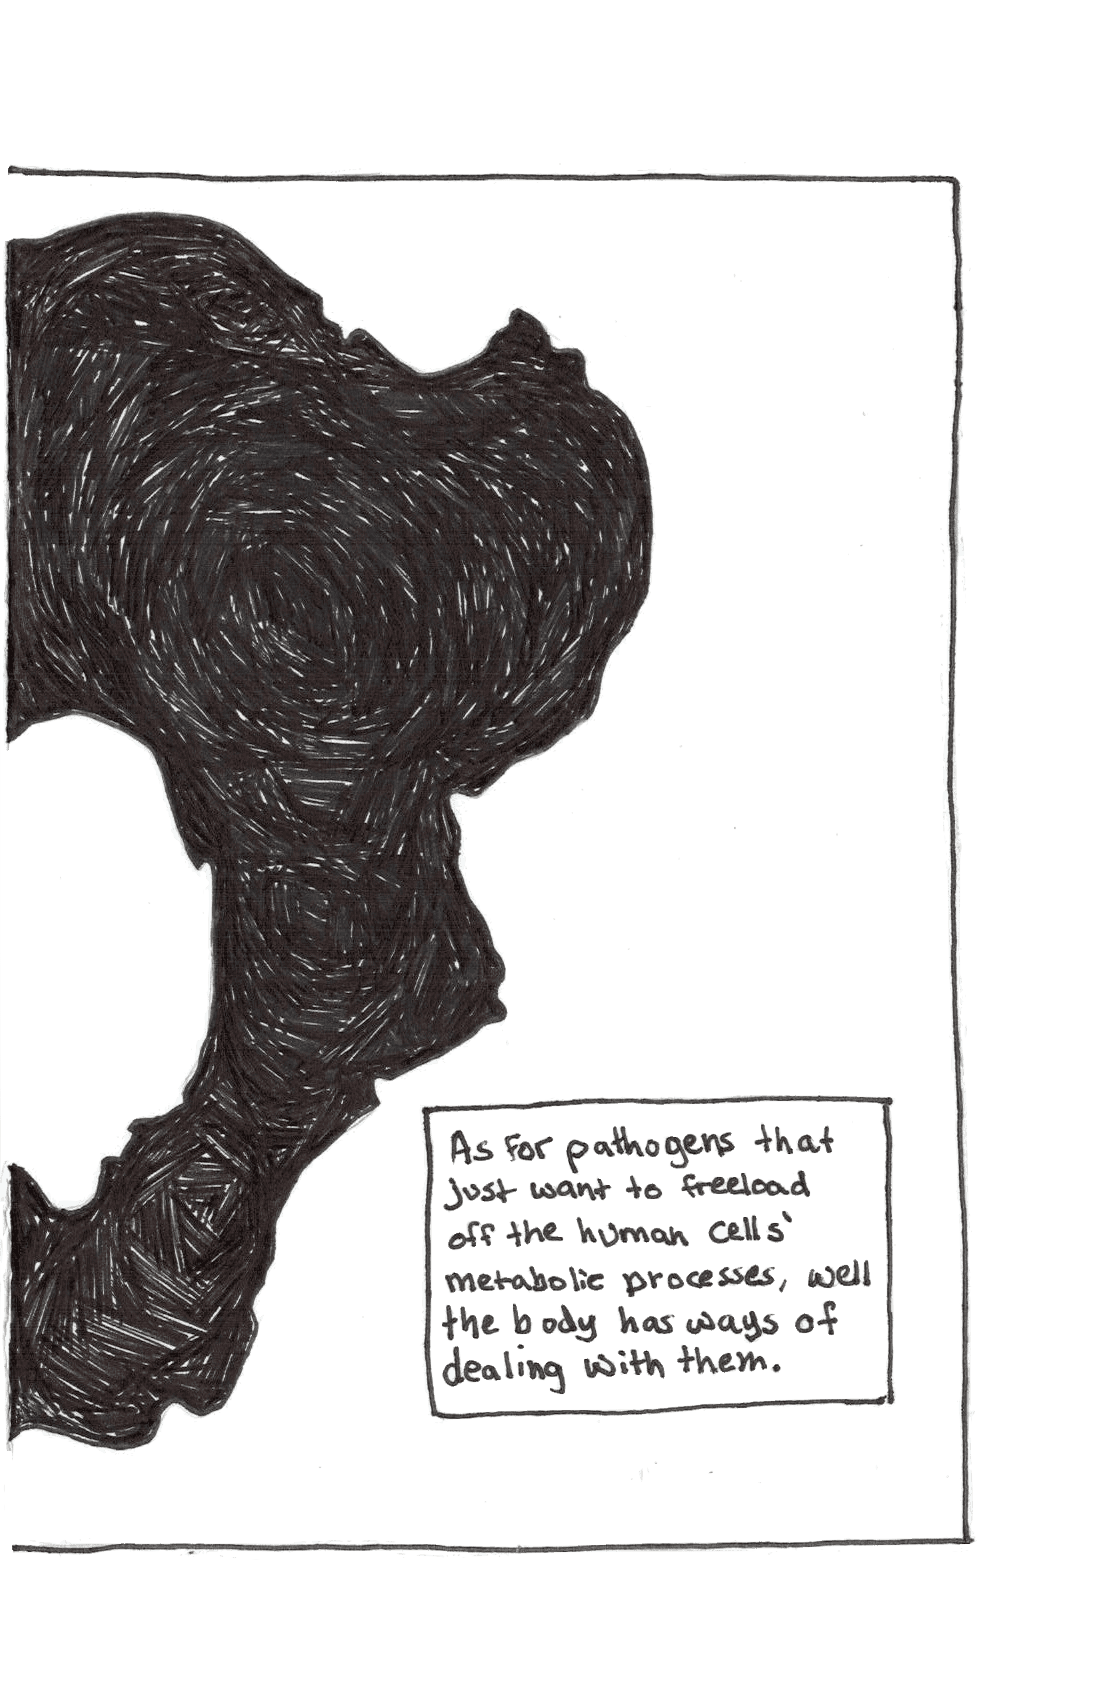 As for pathogens that
just want to freeload
off the human cells'
metabolic processes, well
the body has ways of
dealing with them.